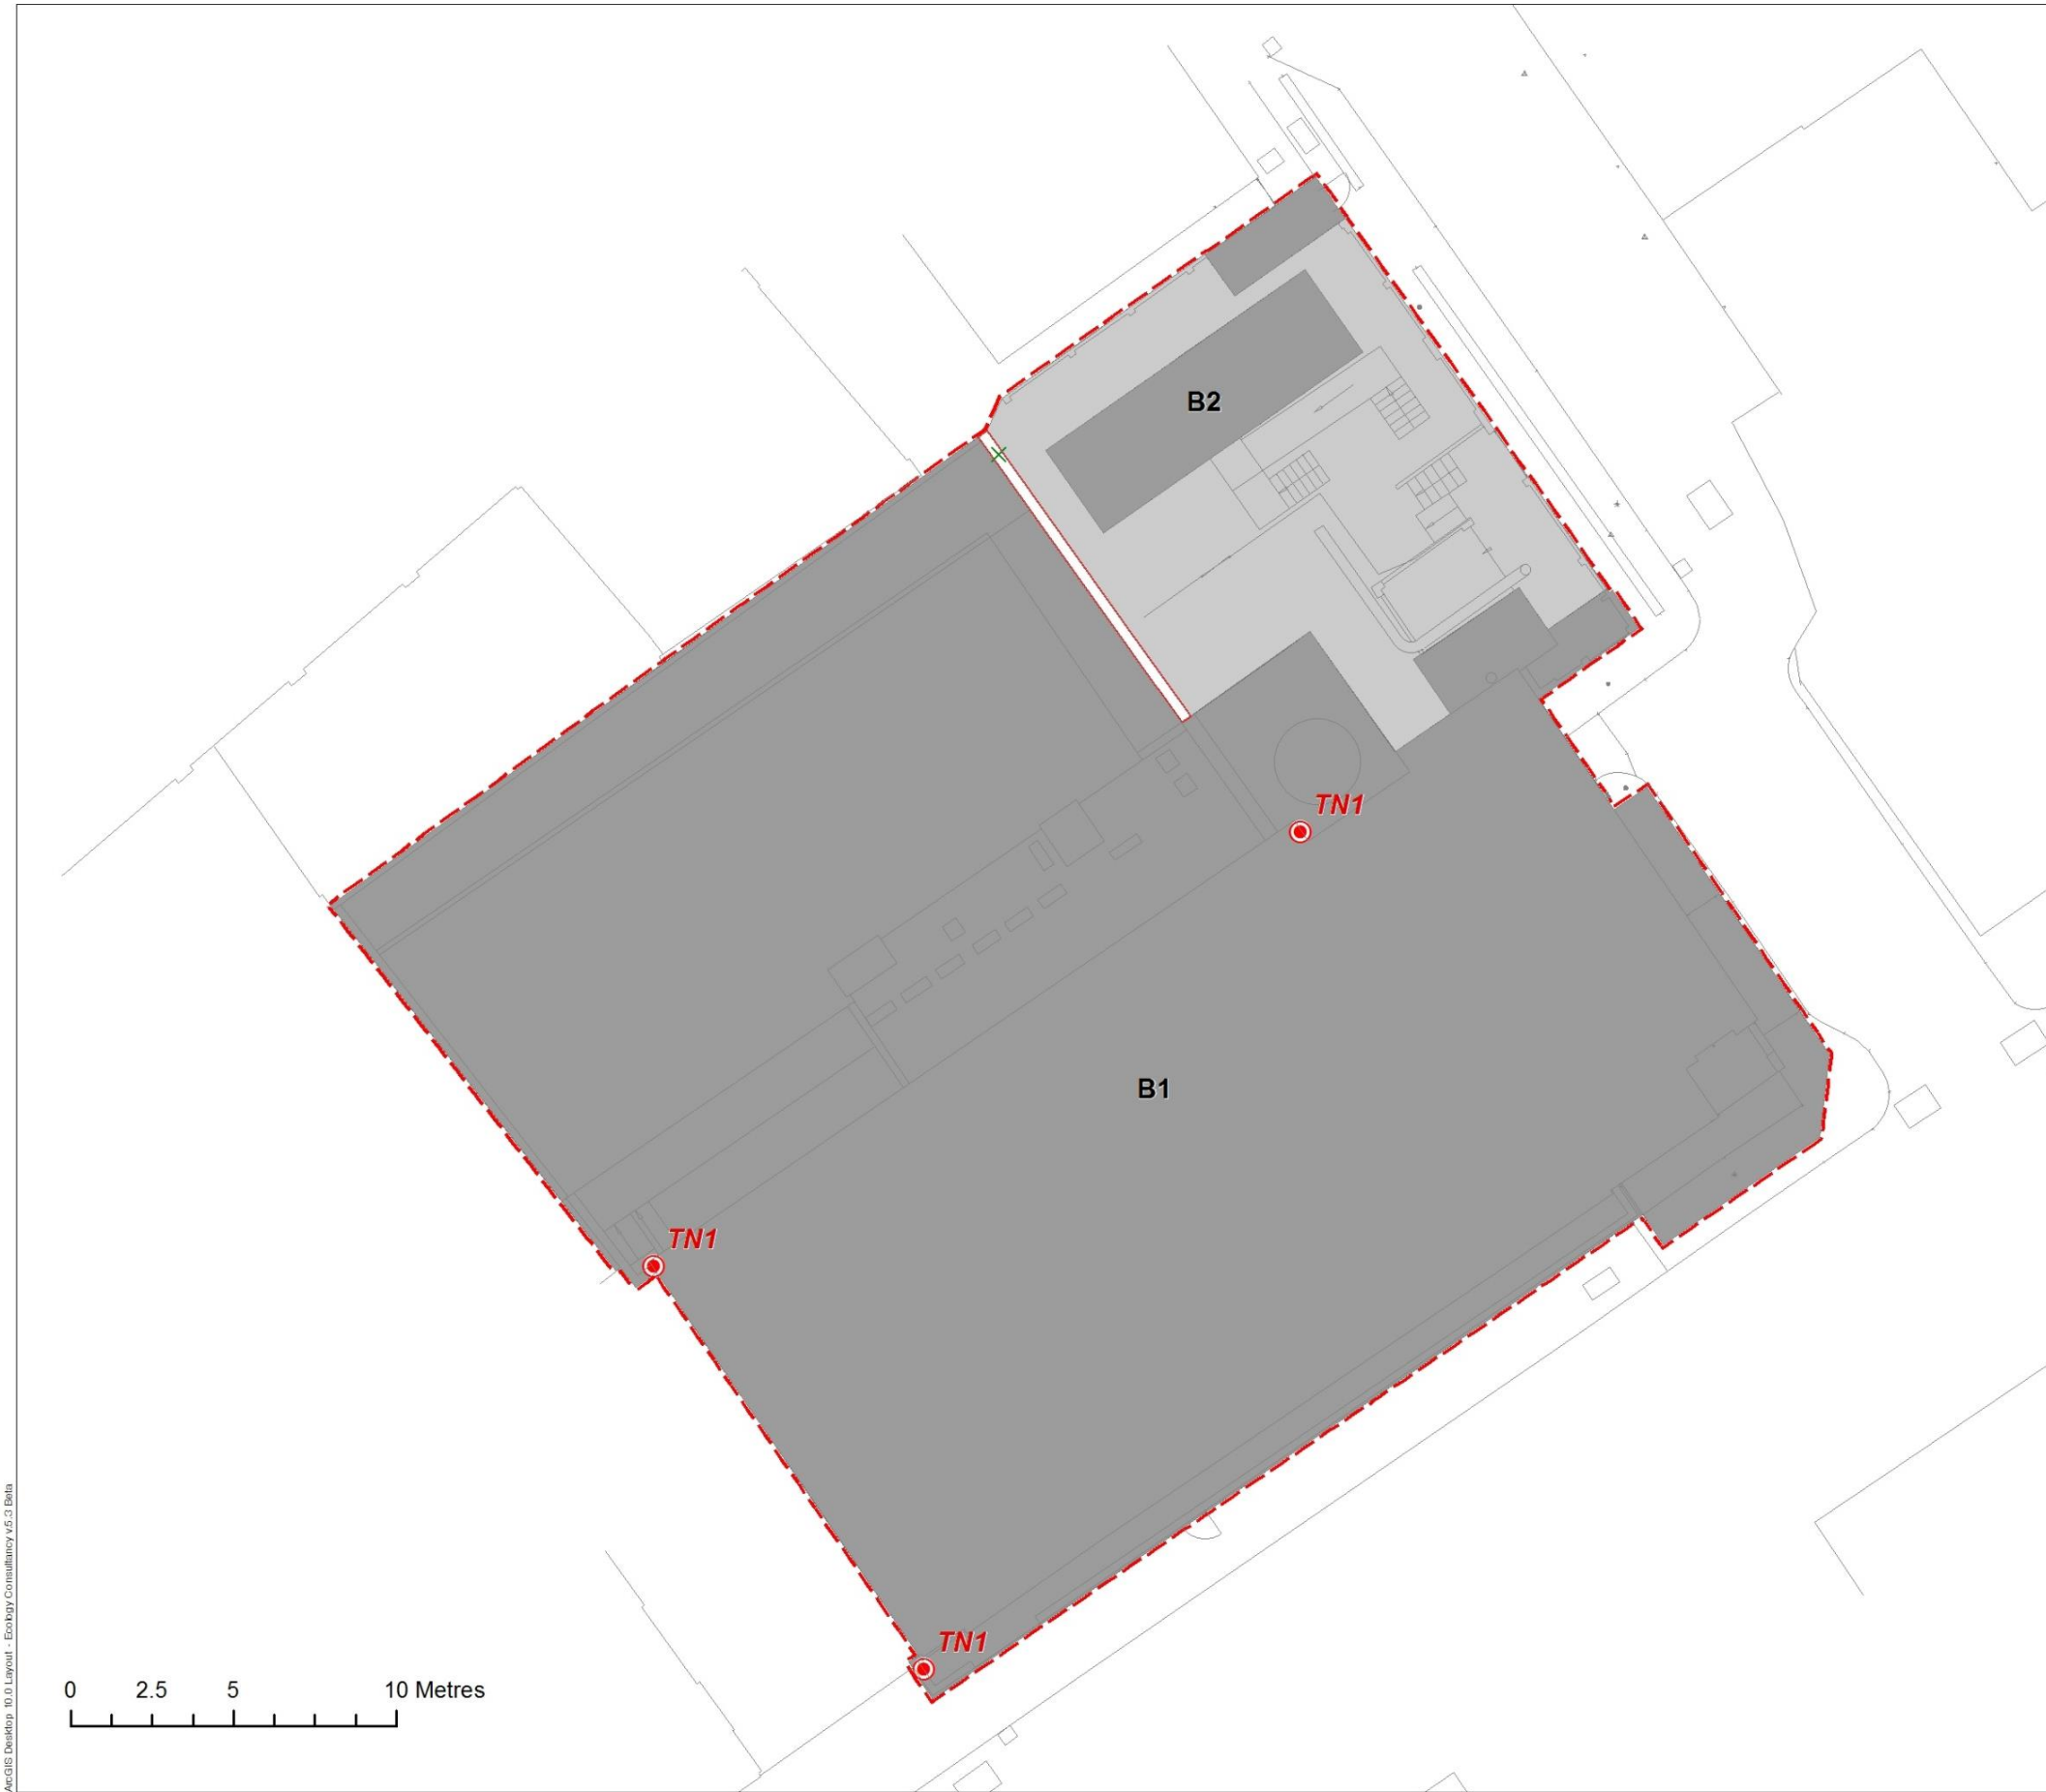 B2
TN1
B1
TN1
TN1
0 2.5 5 10 Metres
ArcGIS Desktop 10.0 Layout - Ecology Consultancy v.5.3 Beta